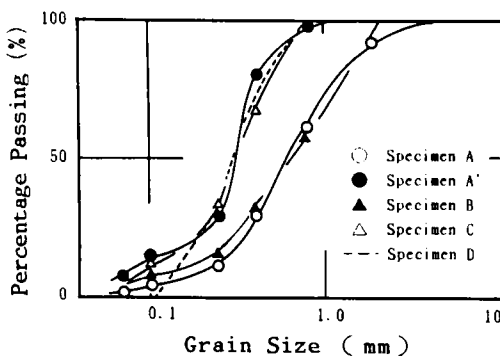 Percentage Passing (%)
100
50
0
Specimen A
Specimen A'
Specimen B
Specimen C
Specimen D
0.1
1.0
10
Grain Size ( mm )